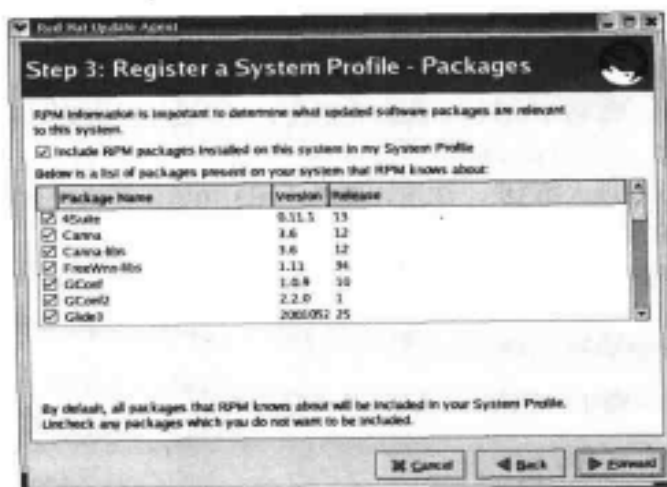 Red Hat Update Agent
Step 3: Register a System Profile - Packages
RPM information is important to determine what updated software packages are relevant
to this system.
Include RPM packages installed on this system in my System Profile
Below is a list of packages present on your system that RPM knows about:
Package Name Version Release
4Suite 0.11.1 13
Canna 3.6 12
Canna-libs 3.6 12
FreeWnn-libs 1.11 34
GConf 1.0.9 10
GConf2 2.2.0 1
Glide3 2001052 25
By default, all packages that RPM knows about will be included in your System Profile.
Uncheck any packages which you do not want to be included.
Cancel Back Forward